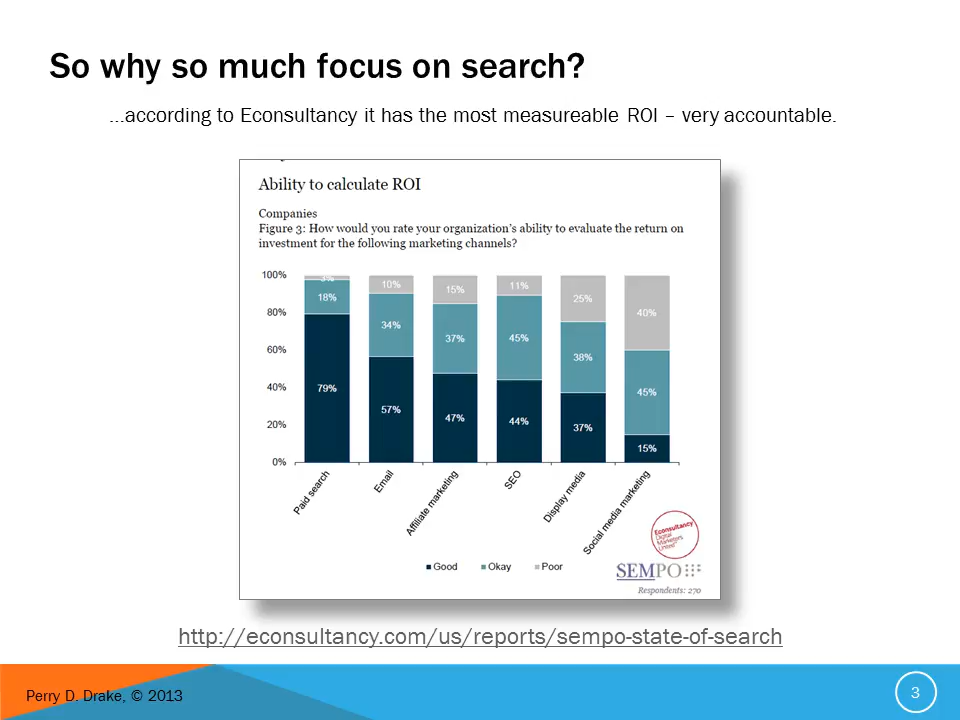 So why so much focus on search?
…according to Econsultancy it has the most measureable ROI – very accountable.
Ability to calculate ROI
Companies
Figure 3: How would you rate your organization's ability to evaluate the return on
investment for the following marketing channels?
100%
80%
60%
40%
20%
0%
3%
18%
79%
10%
34%
57%
15%
37%
47%
11%
45%
44%
25%
38%
37%
40%
45%
15%
Paid search
Email
Affiliate marketing
SEO
Display media
Social media marketing
Good Okay Poor
Econsultancy
Digital
Marketers
United
SEMPO
Respondents: 270
http://econsultancy.com/us/reports/sempo-state-of-search
Perry D. Drake, © 2013
3